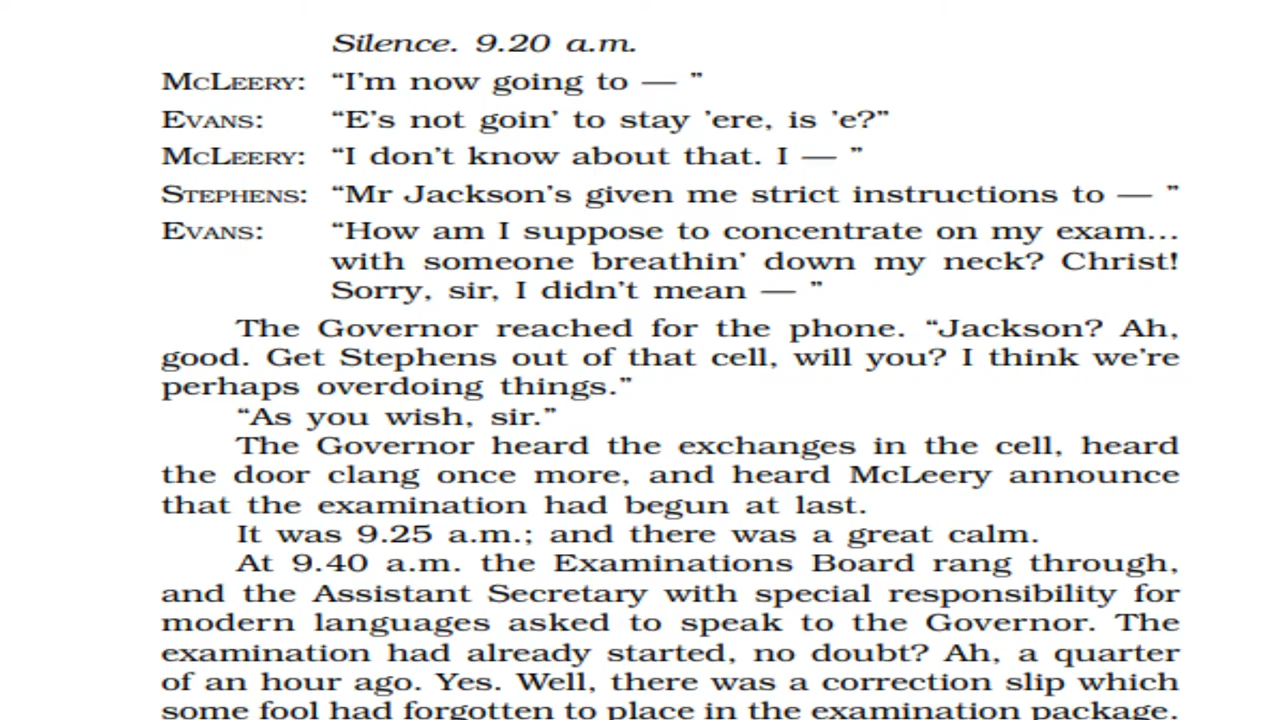 Silence. 9.20 a.m.
McLeery: “I’m now going to — ”
Evans: “E’s not goin’ to stay ’ere, is ’e?”
McLeery: “I don’t know about that. I — ”
Stephens: “Mr Jackson’s given me strict instructions to — ”
Evans: “How am I suppose to concentrate on my exam...
with someone breathin’ down my neck? Christ!
Sorry, sir, I didn’t mean — ”
The Governor reached for the phone. “Jackson? Ah,
good. Get Stephens out of that cell, will you? I think we’re
perhaps overdoing things.”
“As you wish, sir.”
The Governor heard the exchanges in the cell, heard
the door clang once more, and heard McLeery announce
that the examination had begun at last.
It was 9.25 a.m.; and there was a great calm.
At 9.40 a.m. the Examinations Board rang through,
and the Assistant Secretary with special responsibility for
modern languages asked to speak to the Governor. The
examination had already started, no doubt? Ah, a quarter
of an hour ago. Yes. Well, there was a correction slip which
some fool had forgotten to place in the examination package.